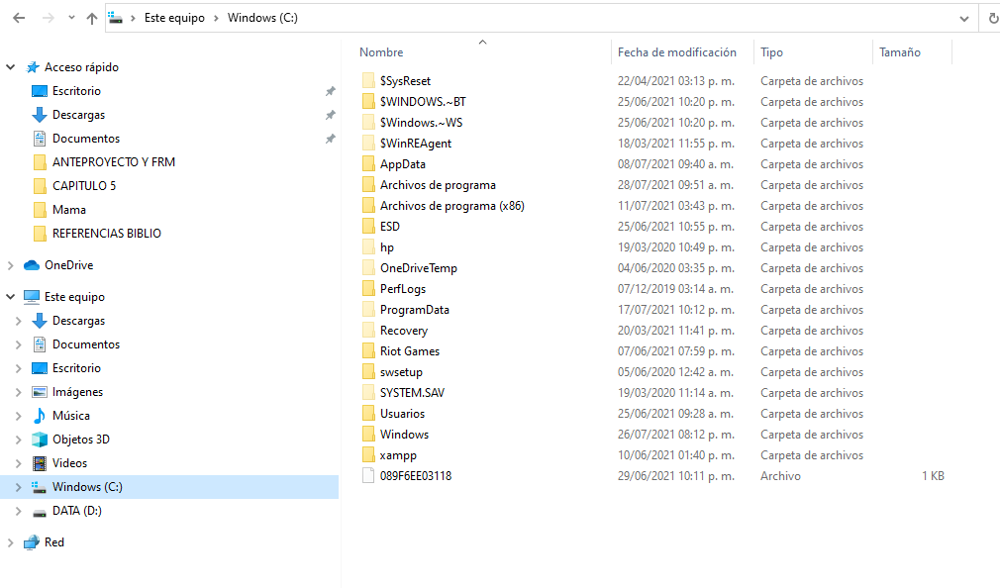 Este equipo > Windows (C:)
Nombre Fecha de modificación Tipo Tamaño
Acceso rápido
Escritorio
Descargas
Documentos
ANTEPROYECTO Y FRM
CAPITULO 5
Mama
REFERENCIAS BIBLIO
OneDrive
Este equipo
Descargas
Documentos
Escritorio
Imágenes
Música
Objetos 3D
Videos
Windows (C:)
DATA (D:)
Red
$SysReset 22/04/2021 03:13 p. m. Carpeta de archivos
$WINDOWS.~BT 25/06/2021 10:20 p. m. Carpeta de archivos
$Windows.~WS 25/06/2021 10:20 p. m. Carpeta de archivos
$WinREAgent 18/03/2021 11:55 p. m. Carpeta de archivos
AppData 08/07/2021 09:40 a. m. Carpeta de archivos
Archivos de programa 28/07/2021 09:51 a. m. Carpeta de archivos
Archivos de programa (x86) 11/07/2021 03:43 p. m. Carpeta de archivos
ESD 25/06/2021 10:55 p. m. Carpeta de archivos
hp 19/03/2020 10:49 p. m. Carpeta de archivos
OneDriveTemp 04/06/2020 03:35 p. m. Carpeta de archivos
PerfLogs 07/12/2019 03:14 a. m. Carpeta de archivos
ProgramData 17/07/2021 10:12 p. m. Carpeta de archivos
Recovery 20/03/2021 11:41 p. m. Carpeta de archivos
Riot Games 07/06/2021 07:59 p. m. Carpeta de archivos
swsetup 05/06/2020 12:42 a. m. Carpeta de archivos
SYSTEM.SAV 19/03/2020 11:14 a. m. Carpeta de archivos
Usuarios 25/06/2021 09:28 a. m. Carpeta de archivos
Windows 26/07/2021 08:12 p. m. Carpeta de archivos
xampp 10/06/2021 01:40 p. m. Carpeta de archivos
089F6EE03118 29/06/2021 10:11 p. m. Archivo 1 KB